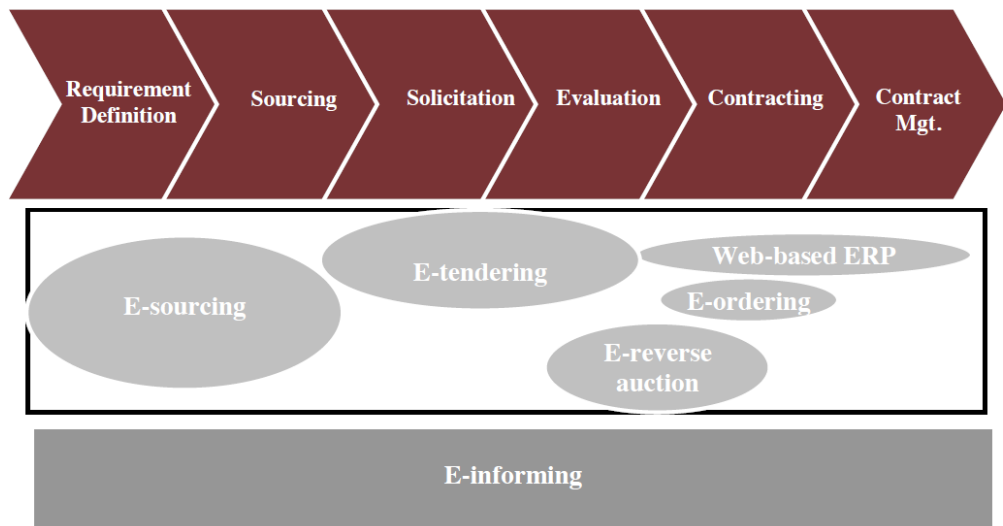 Requirement
Definition
Sourcing
Solicitation
Evaluation
Contracting
Contract
Mgt.
E-sourcing
E-tendering
Web-based ERP
E-ordering
E-reverse
auction
E-informing